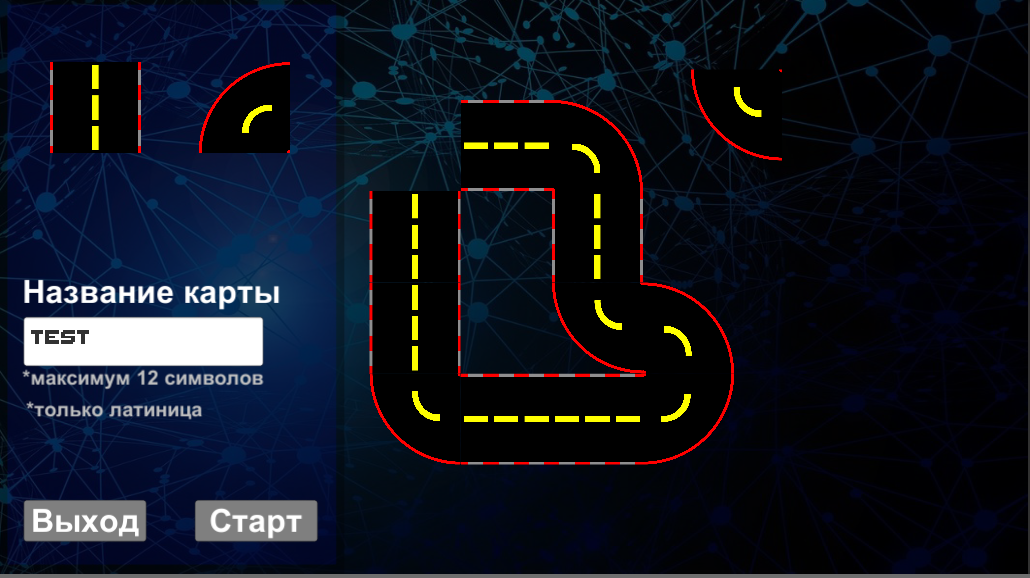 Название карты
TEST
*максимум 12 символов
*только латиница
Выход
Старт